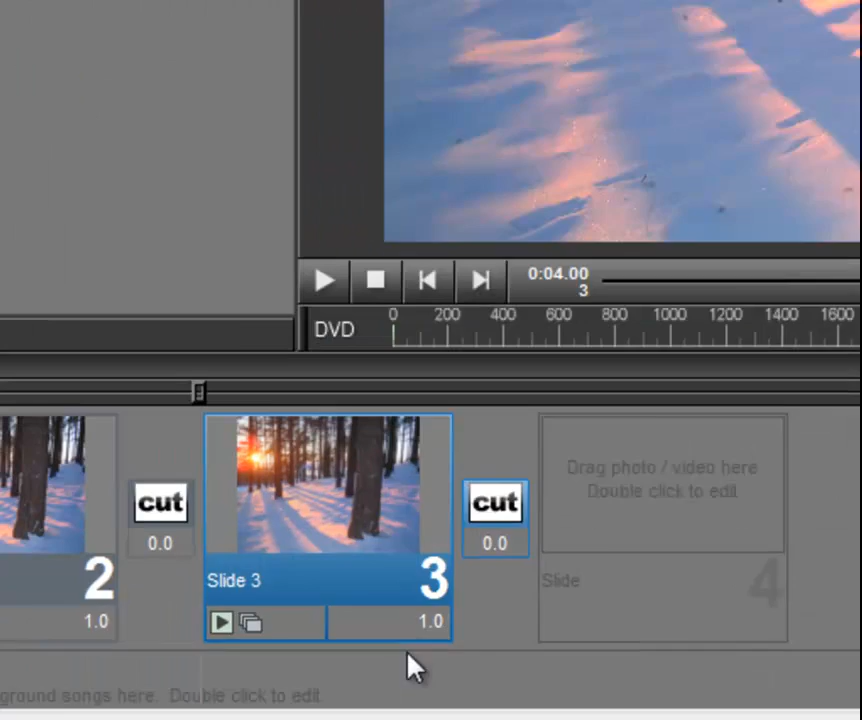 0:04.00
3
DVD
0 200 400 600 800 1000 1200 1400 1600
cut
cut
Drag photo / video here
Double click to edit
0.0
0.0
2
Slide 3
3
Slide
4
1.0
1.0
ground songs here. Double click to edit.